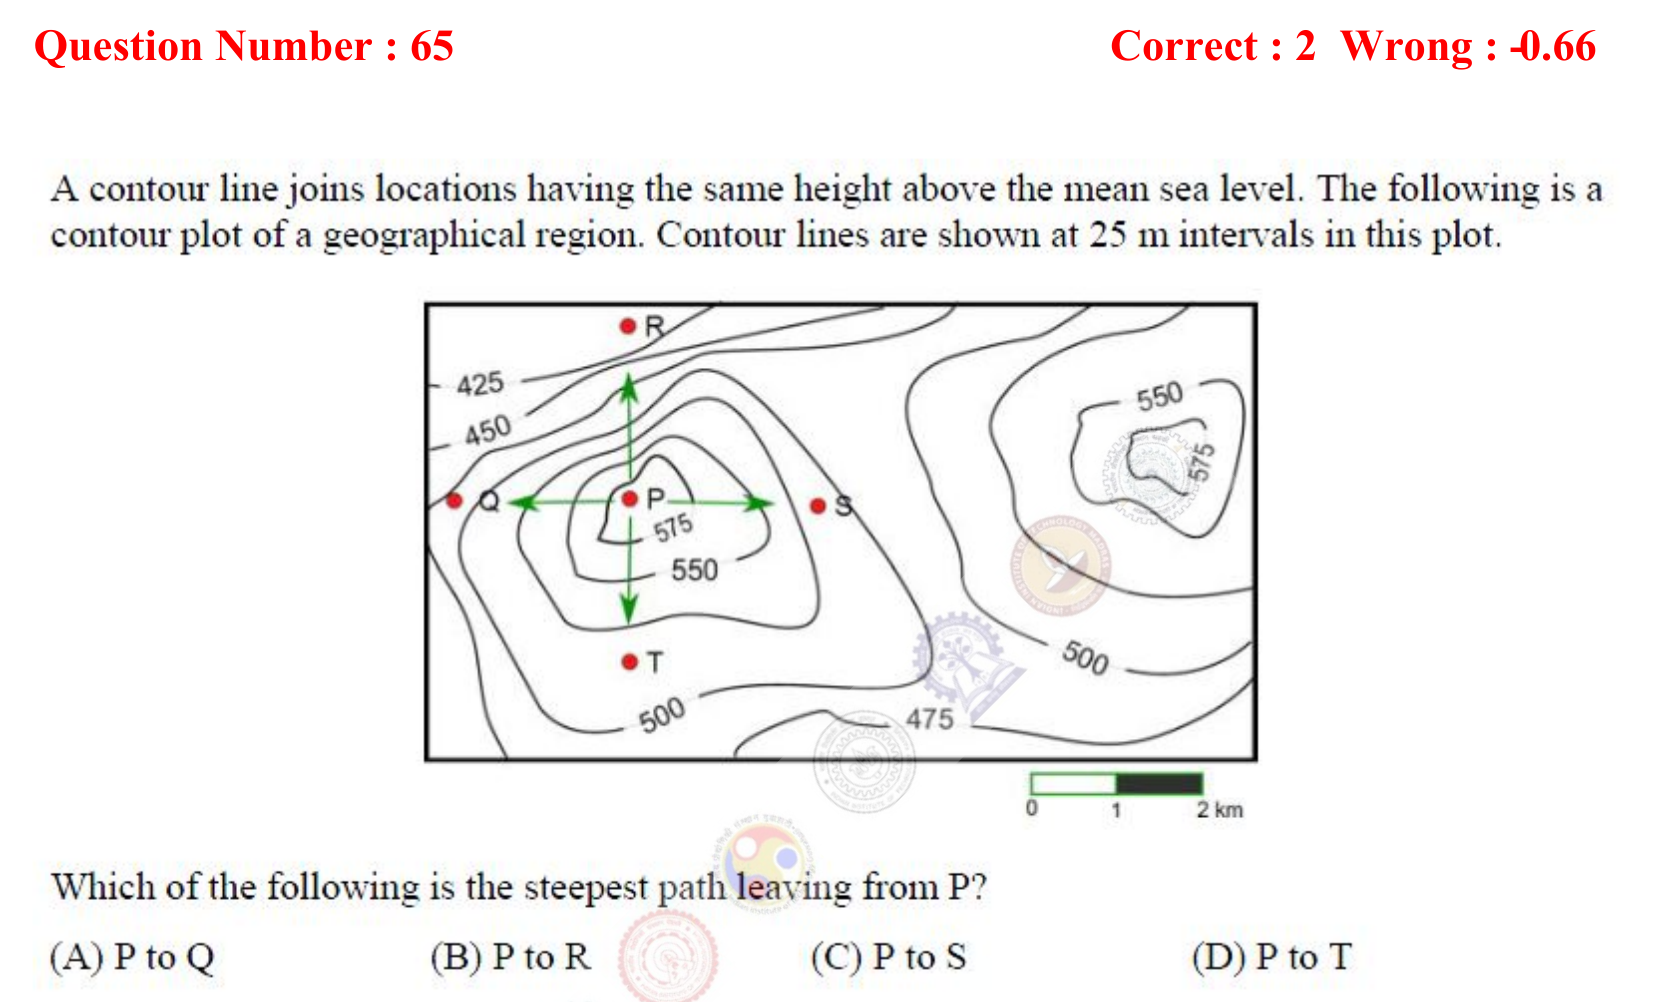 Question Number : 65 Correct : 2 Wrong : -0.66
A contour line joins locations having the same height above the mean sea level. The following is a
contour plot of a geographical region. Contour lines are shown at 25 m intervals in this plot.
R
425
450
550
575
Q
P
S
575
550
T
500
500
475
0 1 2 km
Which of the following is the steepest path leaving from P?
(A) P to Q (B) P to R (C) P to S (D) P to T